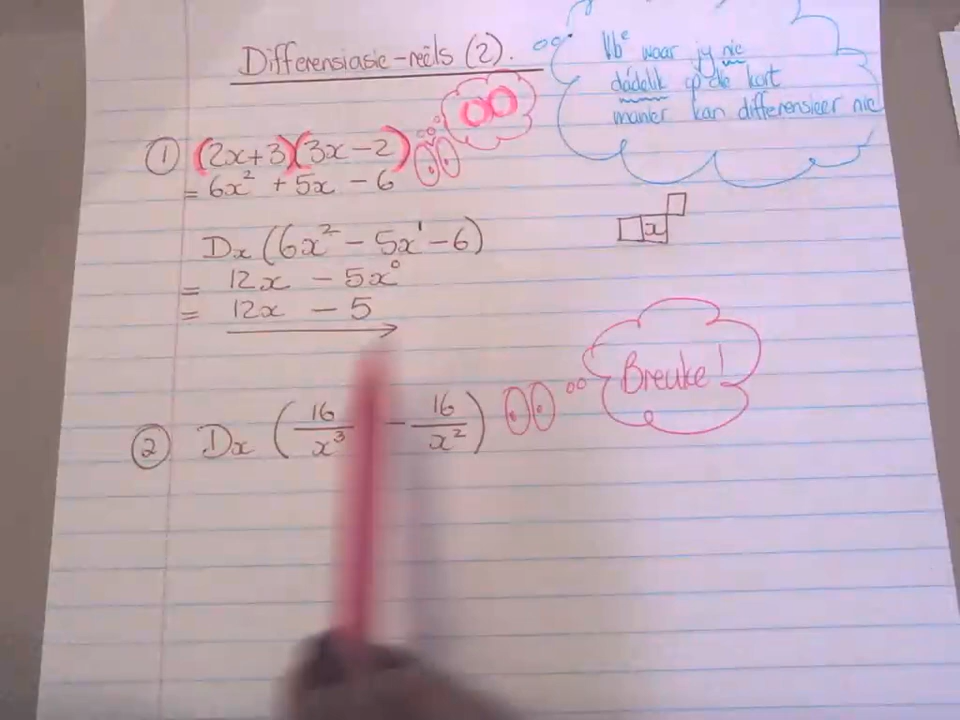 Differensiasie-reëls (2).
Vbe waar jy nie
dadelik op die kort
manier kan differensieer nie
① (2x+3)(3x-2)
= 6x² + 5x - 6
Dx (6x² - 5x¹ - 6)
= 12x - 5x⁰
= 12x - 5
x
② Dx (16/x³ - 16/x²)
Breuke!